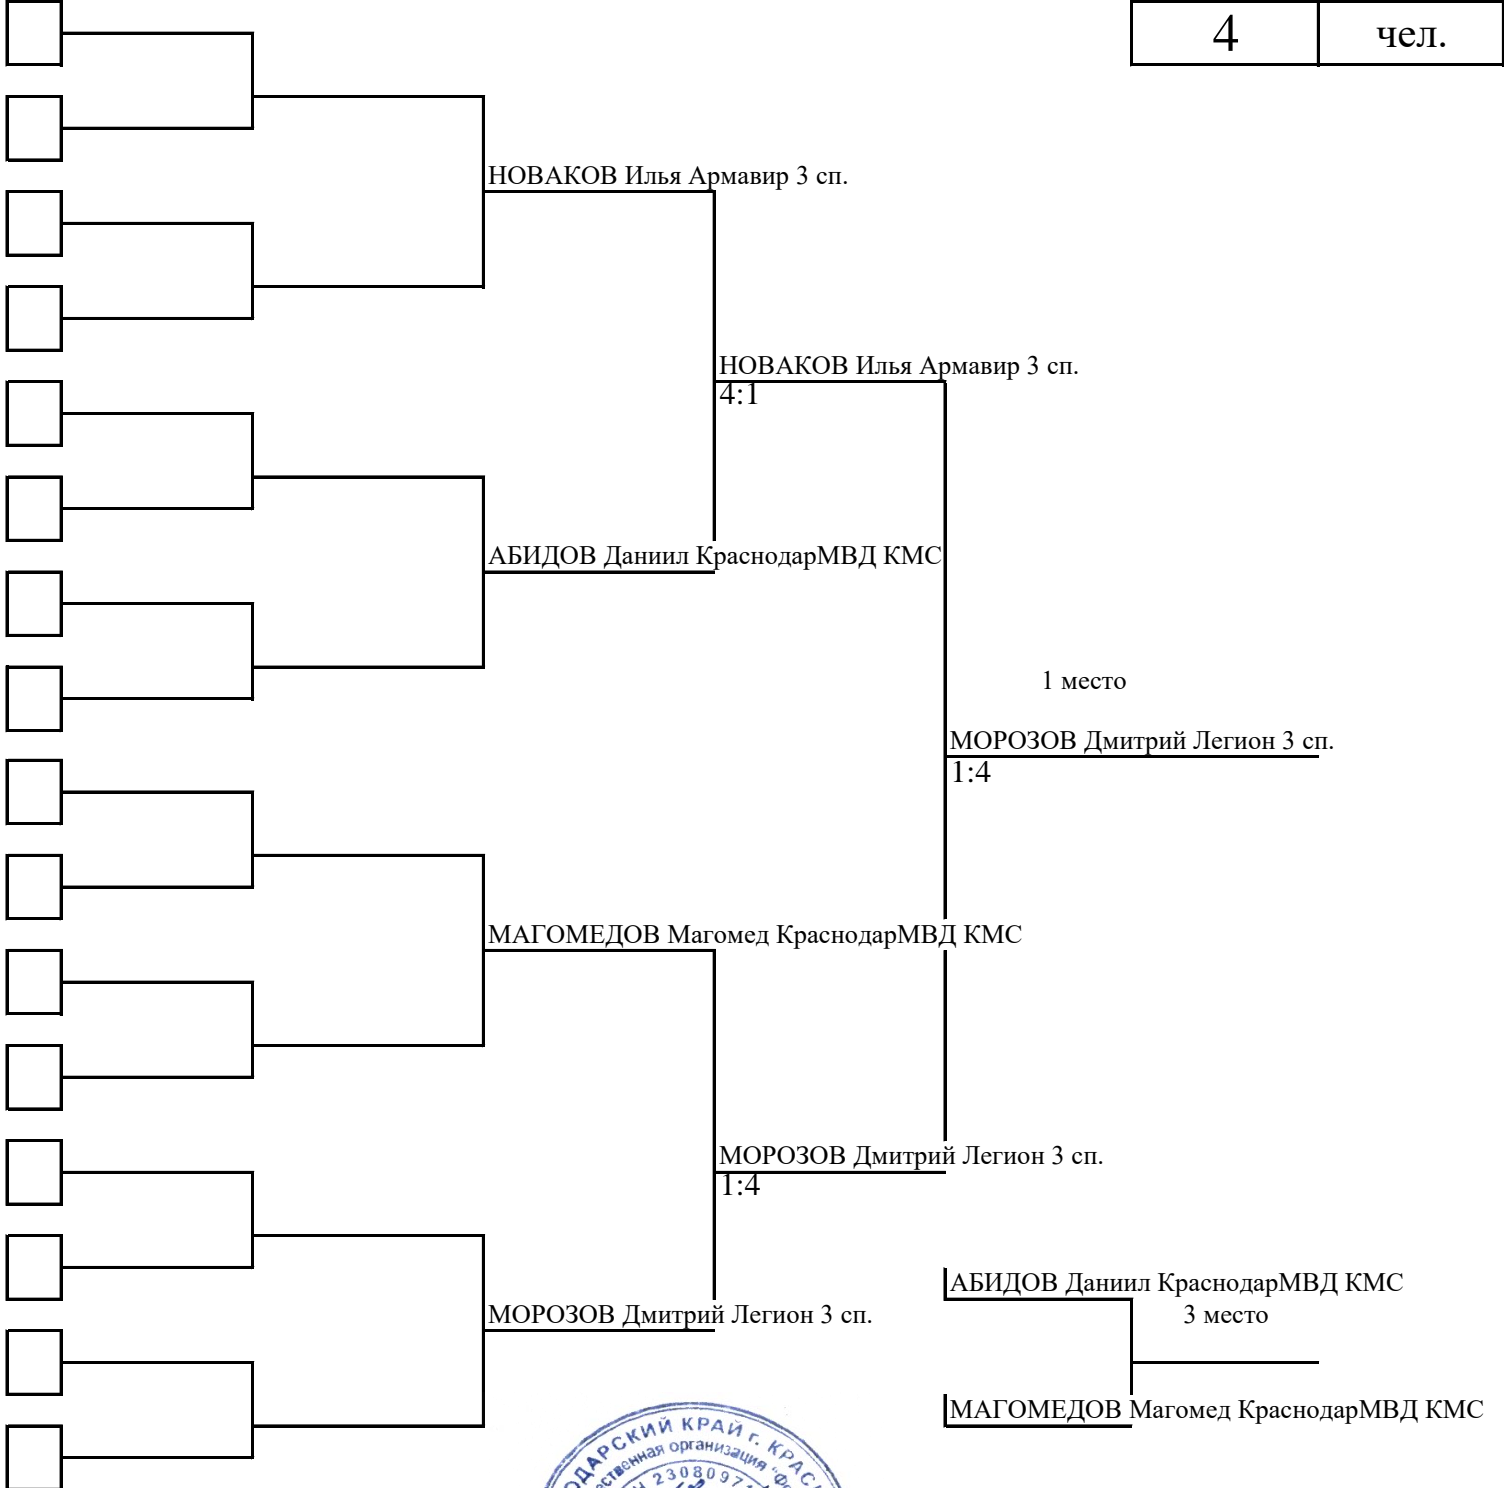 4 чел.
НОВАКОВ Илья Армавир 3 сп.
НОВАКОВ Илья Армавир 3 сп.
4:1
АБИДОВ Даниил КраснодарМВД КМС
1 место
МОРОЗОВ Дмитрий Легион 3 сп.
1:4
МАГОМЕДОВ Магомед КраснодарМВД КМС
МОРОЗОВ Дмитрий Легион 3 сп.
1:4
АБИДОВ Даниил КраснодарМВД КМС
МОРОЗОВ Дмитрий Легион 3 сп.
3 место
МАГОМЕДОВ Магомед КраснодарМВД КМС
КРАЙ г.
организация